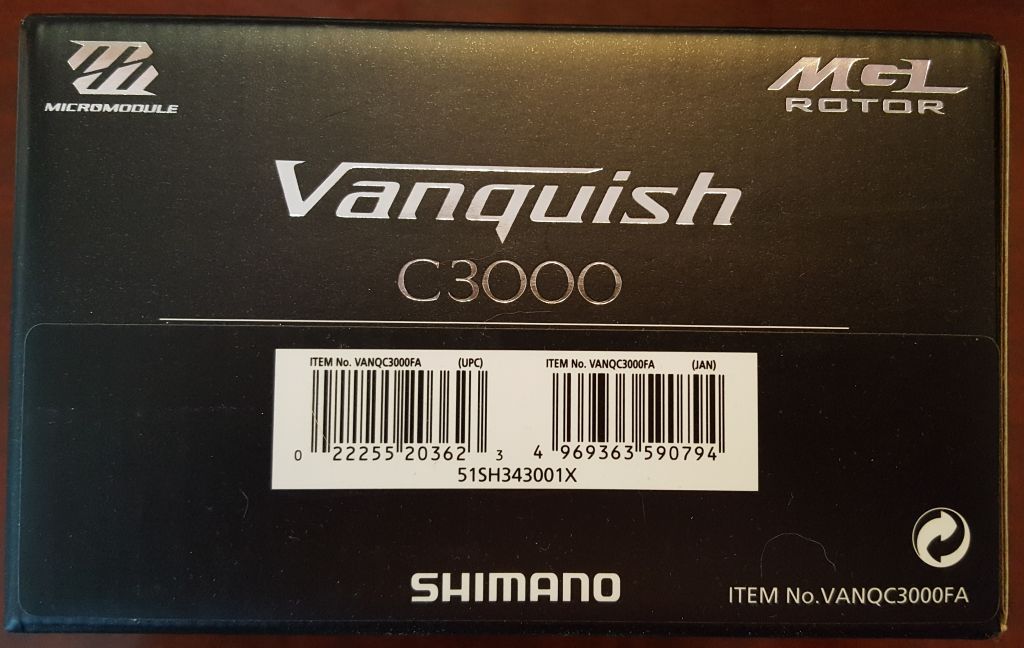 MICROMODULE
MGL
ROTOR
Vanquish
C3000
ITEM No. VANQC3000FA (UPC)
0 22255 20362 3
ITEM No. VANQC3000FA (JAN)
4 969363 590794
51SH343001X
SHIMANO
ITEM No.VANQC3000FA